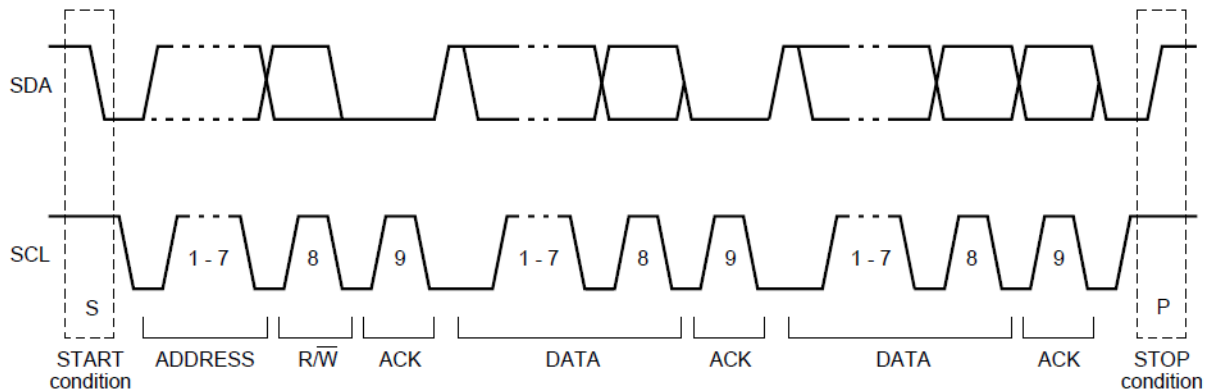 SDA
SCL
1 - 7 8 9 1 - 7 8 9 1 - 7 8 9
S P
START ADDRESS R/W̅ ACK DATA ACK DATA ACK STOP
condition condition